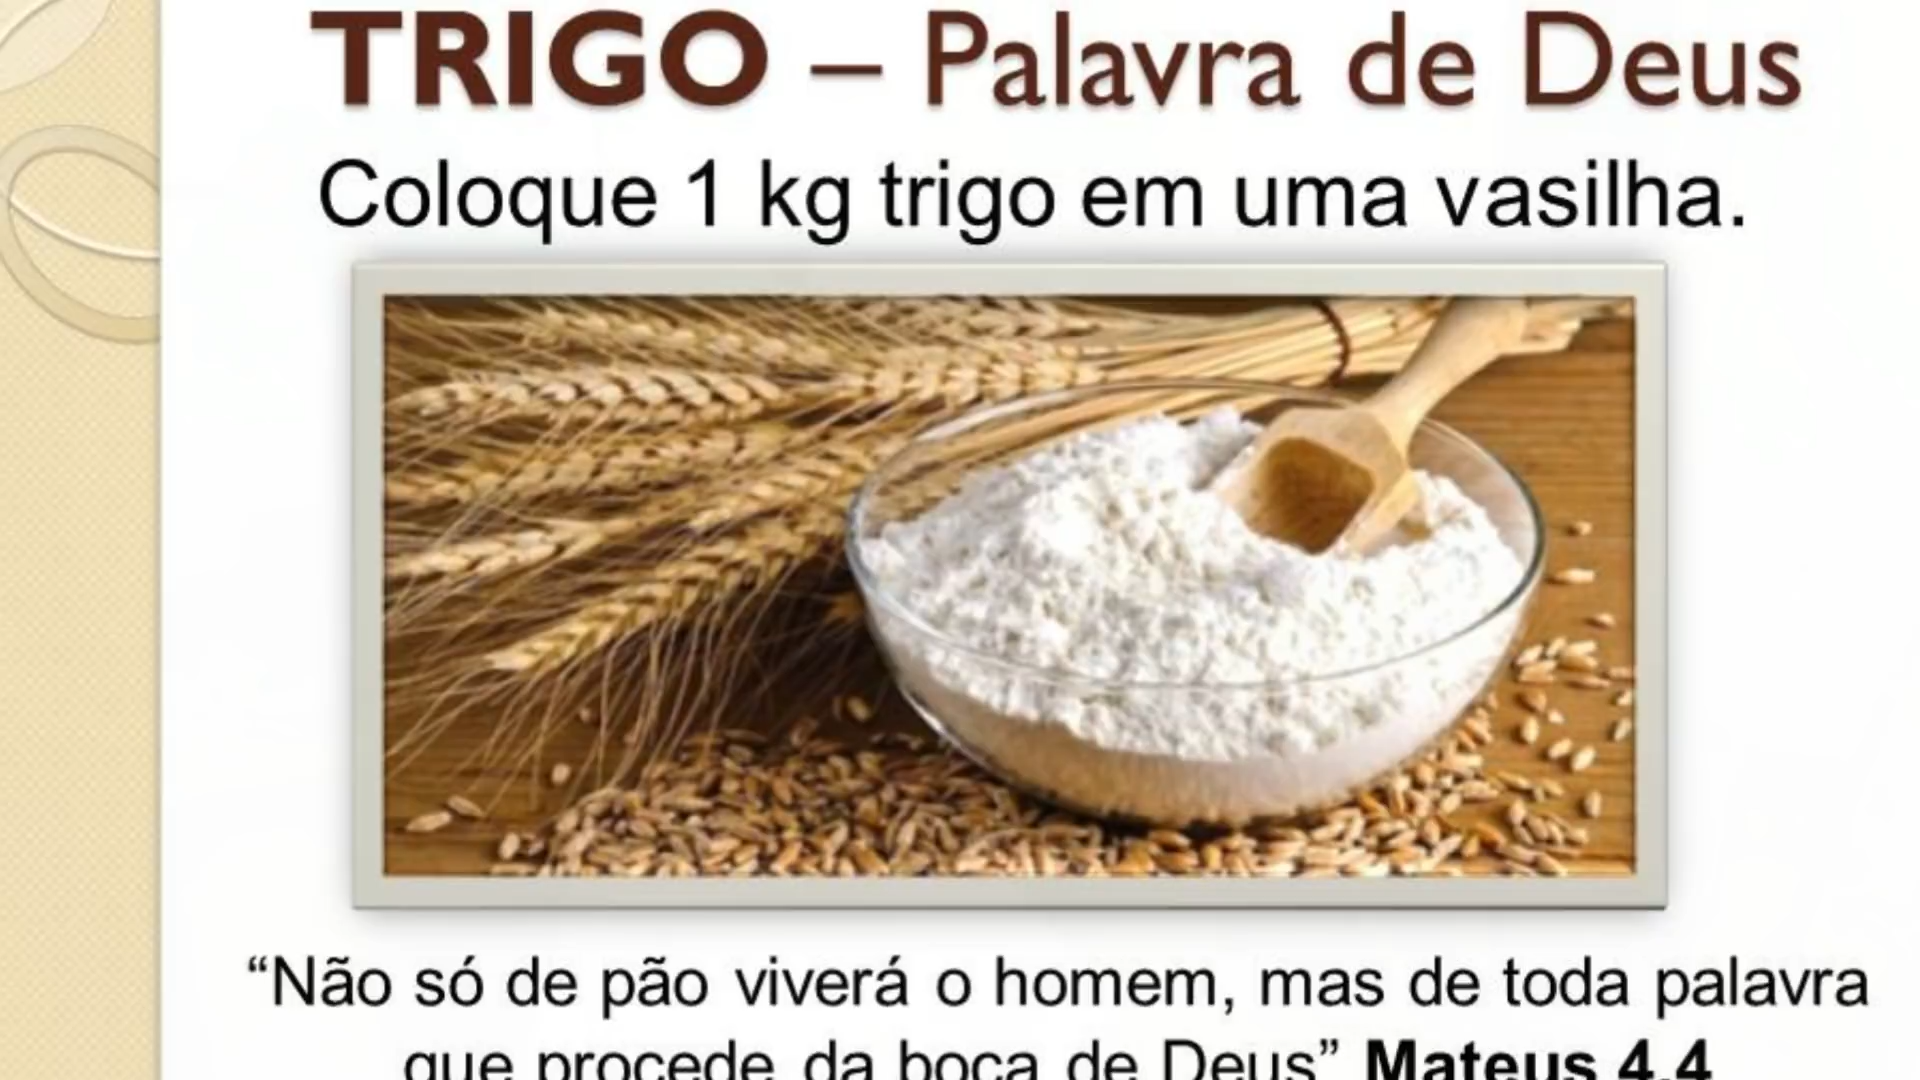 TRIGO – Palavra de Deus
Coloque 1 kg trigo em uma vasilha.
“Não só de pão viverá o homem, mas de toda palavra
que procede da boca de Deus” Mateus 4.4